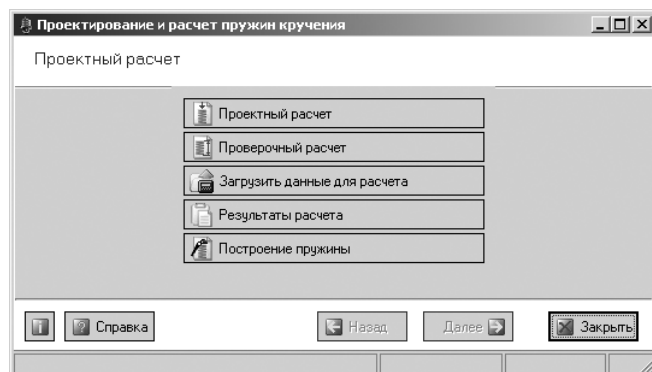 Проектирование и расчет пружин кручения
Проектный расчет
Проектный расчет
Проверочный расчет
Загрузить данные для расчета
Результаты расчета
Построение пружины
Справка
Назад
Далее
Закрыть